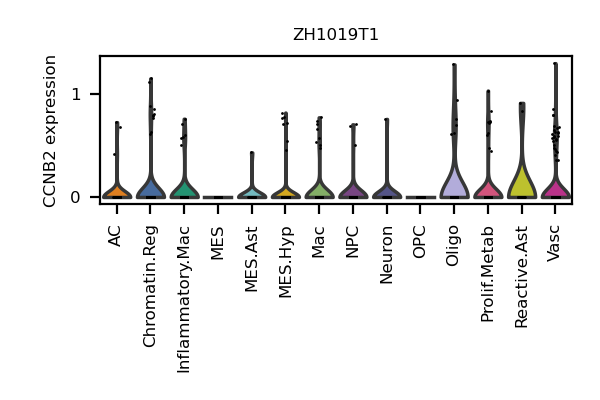 ZH1019T1
CCNB2 expression
1
0
AC
Chromatin.Reg
Inflammatory.Mac
MES
MES.Ast
MES.Hyp
Mac
NPC
Neuron
OPC
Oligo
Prolif.Metab
Reactive.Ast
Vasc